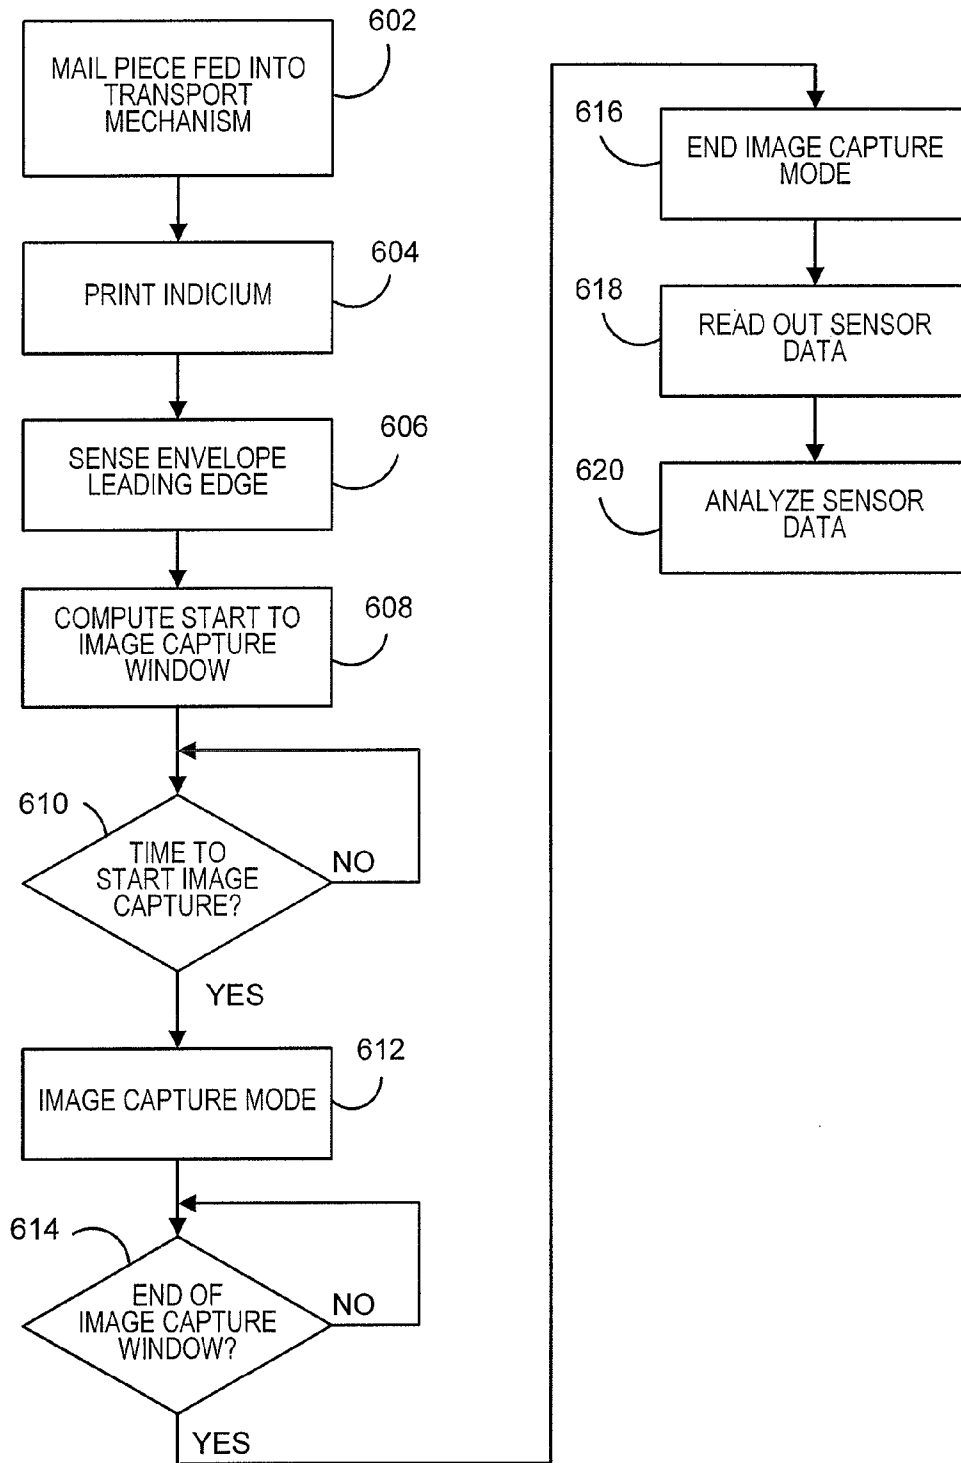 602
MAIL PIECE FED INTO
TRANSPORT
MECHANISM
604
PRINT INDICIUM
606
SENSE ENVELOPE
LEADING EDGE
608
COMPUTE START TO
IMAGE CAPTURE
WINDOW
610
TIME TO
START IMAGE
CAPTURE?
NO
YES
612
IMAGE CAPTURE MODE
614
END OF
IMAGE CAPTURE
WINDOW?
NO
YES
616
END IMAGE CAPTURE
MODE
618
READ OUT SENSOR
DATA
620
ANALYZE SENSOR
DATA